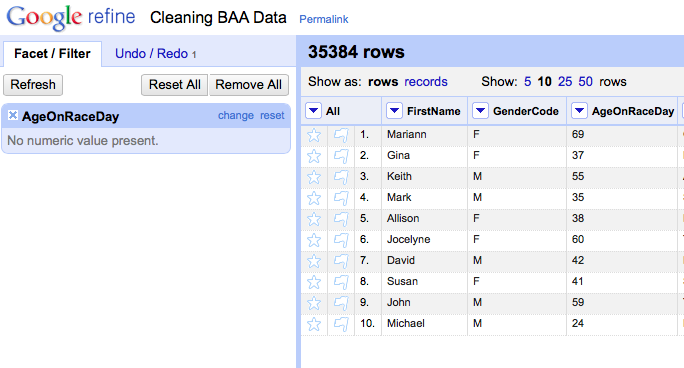 Google refine Cleaning BAA Data Permalink
Facet / Filter Undo / Redo 1
Refresh Reset All Remove All
AgeOnRaceDay change reset
No numeric value present.
35384 rows
Show as: rows records Show: 5 10 25 50 rows
All FirstName GenderCode AgeOnRaceDay
1. Mariann F 69
2. Gina F 37
3. Keith M 55
4. Mark M 35
5. Allison F 38
6. Jocelyne F 60
7. David M 42
8. Susan F 41
9. John M 59
10. Michael M 24